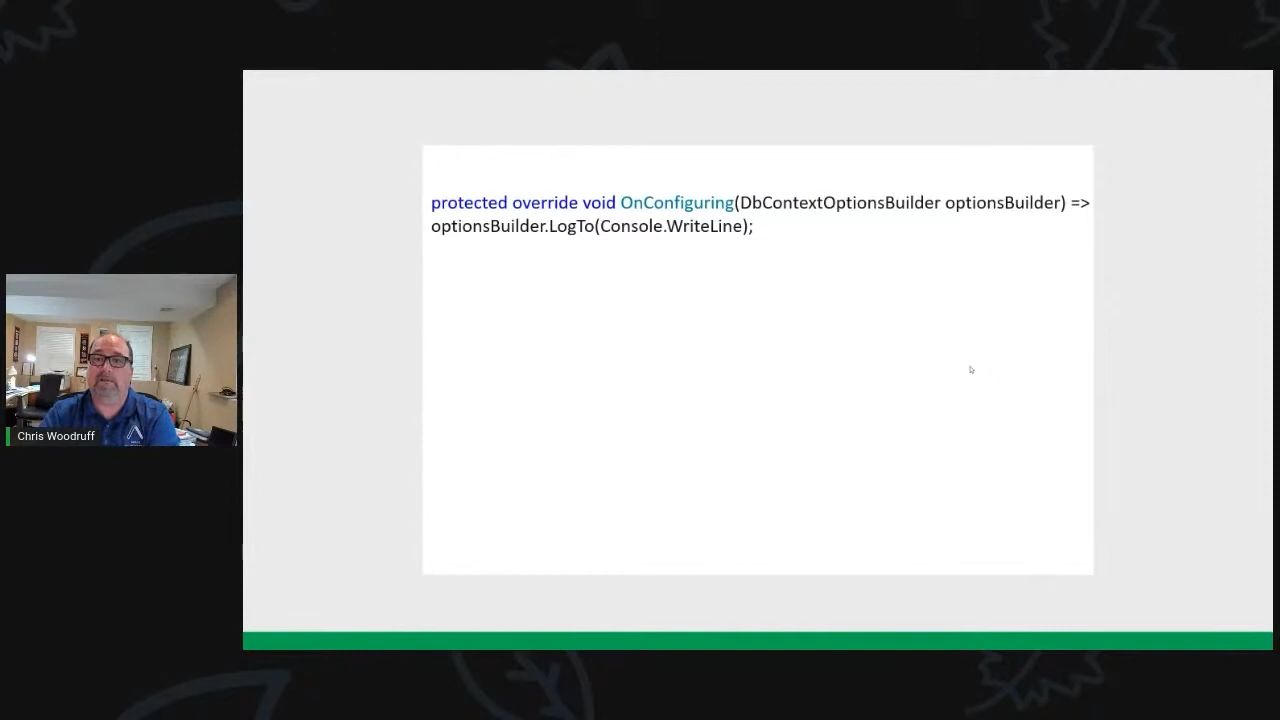 protected override void OnConfiguring(DbContextOptionsBuilder optionsBuilder) =>
optionsBuilder.LogTo(Console.WriteLine);
Chris Woodruff